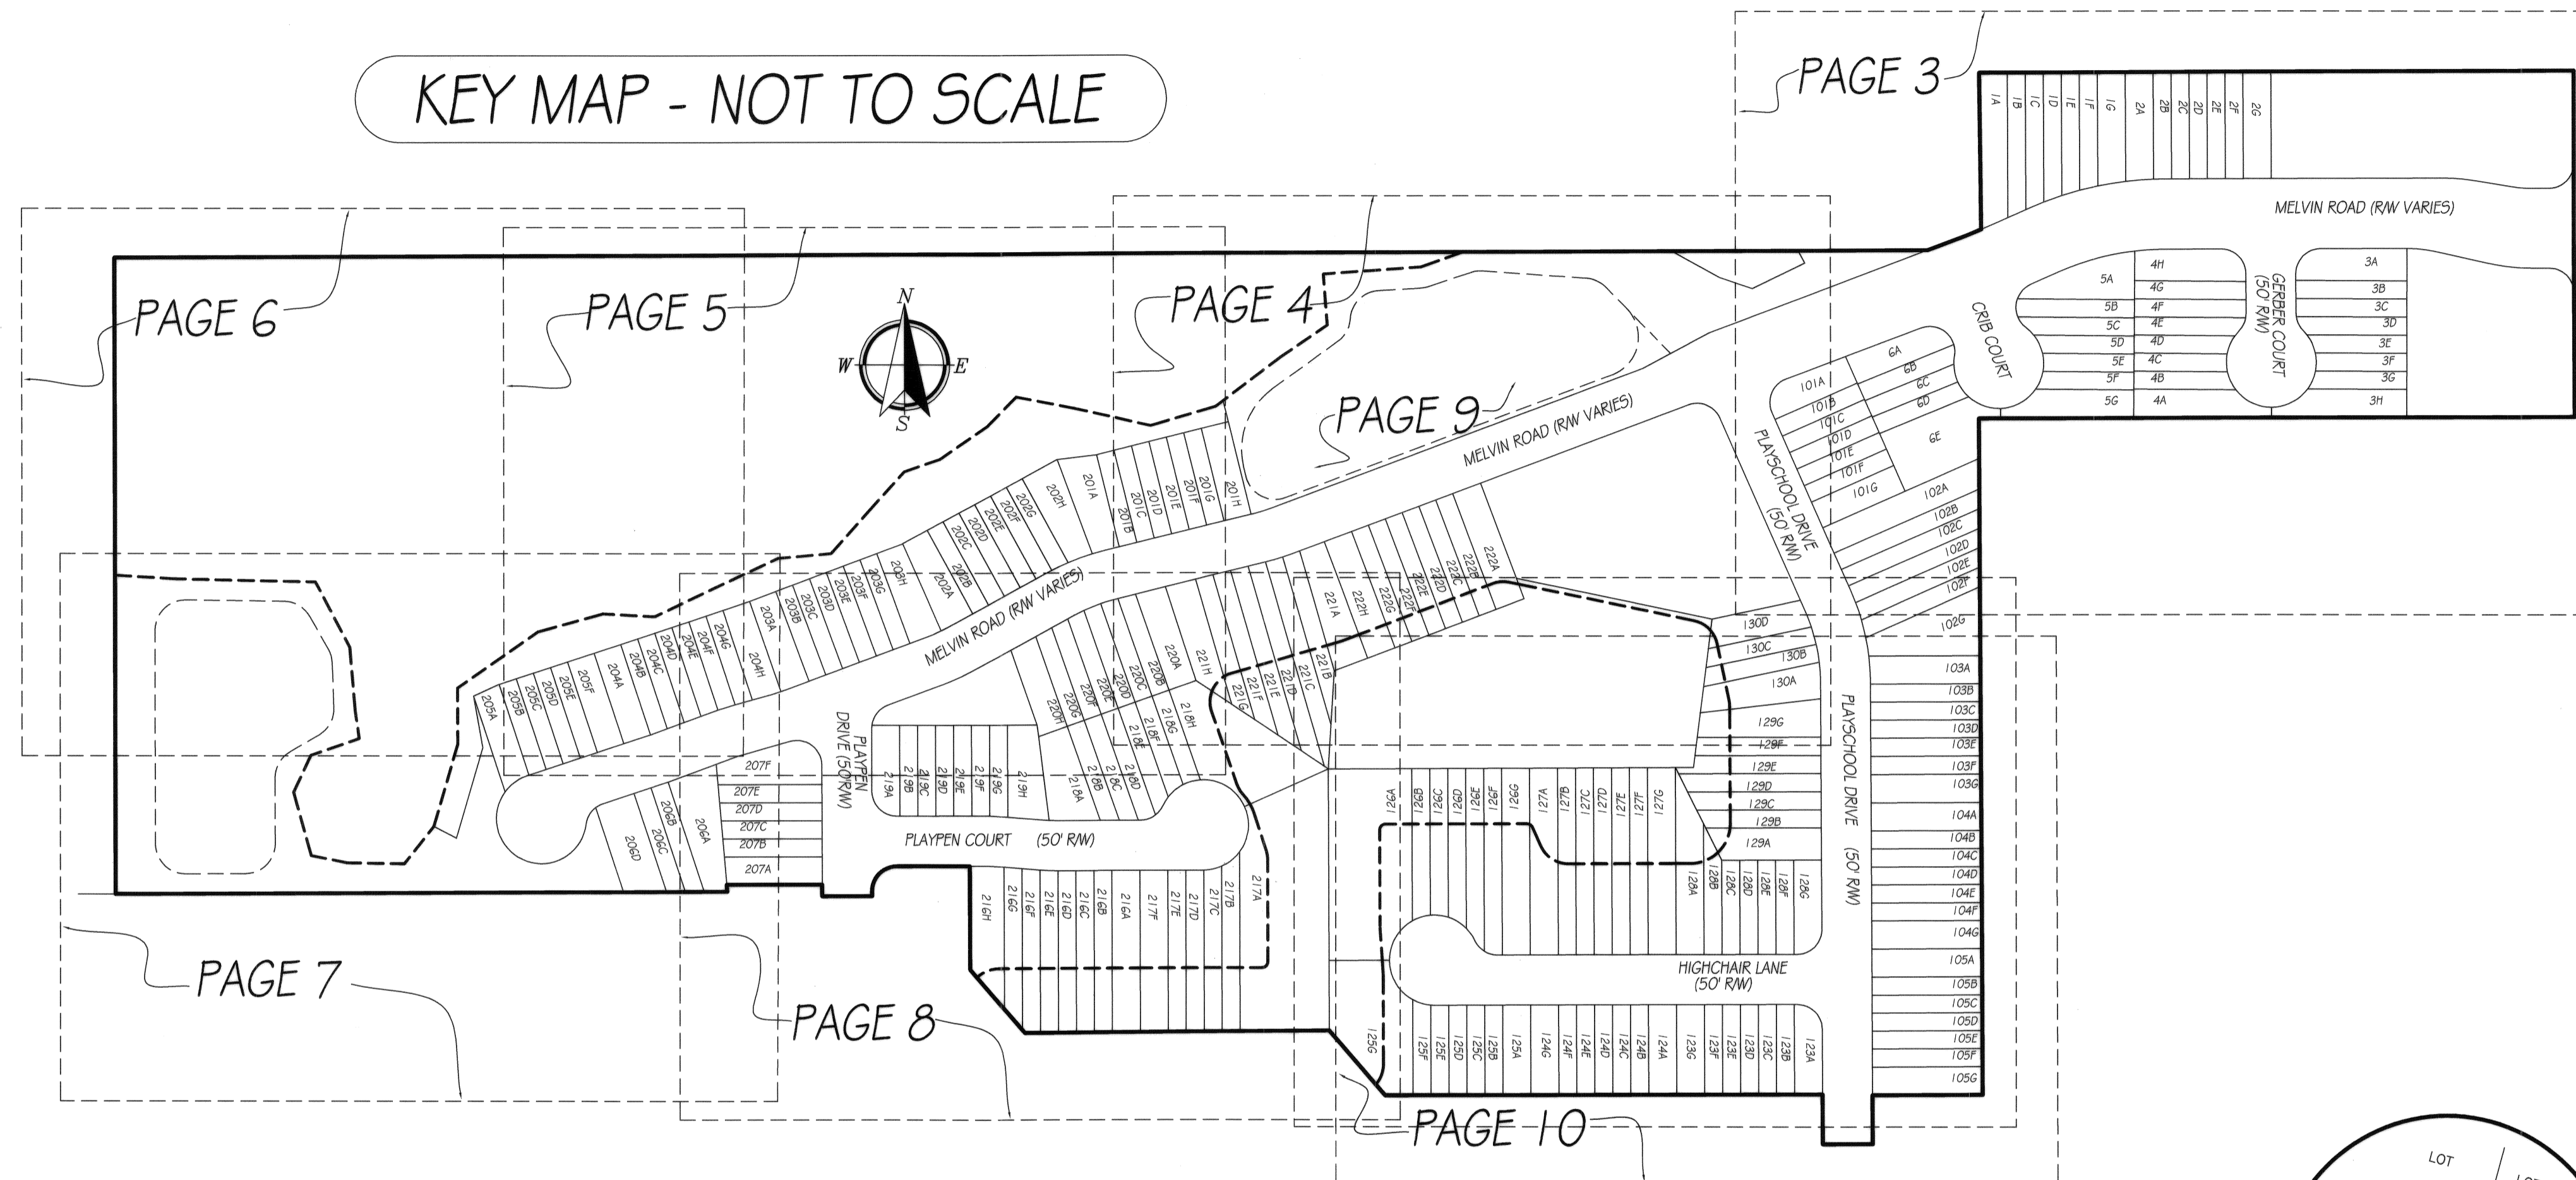 KEY MAP - NOT TO SCALE
PAGE 3
1A
1B
1C
1D
1E
1F
1G
2A
2B
2C
2D
2E
2F
2G
MELVIN ROAD (R/W VARIES)
PAGE 6
PAGE 5
PAGE 4
PAGE 9
N
W
E
S
MELVIN ROAD (R/W VARIES)
CRIB COURT
5A
5B
5C
5D
5E
5F
5G
4H
4G
4F
4E
4D
4C
4B
4A
GERBER COURT
(50' R/W)
3A
3B
3C
3D
3E
3F
3G
3H
6A
6B
6C
6D
6E
101A
101B
101C
101D
101E
101F
101G
PLAYSCHOOL DRIVE
(50' R/W)
102A
102B
102C
102D
102E
102F
102G
201A
201B
201C
201D
201E
201F
201G
201H
202H
202G
202F
202E
202D
202C
202B
202A
203H
203G
203F
203E
203D
203C
203B
203A
204H
204G
204F
204E
204D
204C
204B
204A
205F
205E
205D
205C
205B
205A
MELVIN ROAD (R/W VARIES)
222A
222B
222C
222D
222E
222F
222G
222H
221A
221B
221C
221D
221E
221F
221G
221H
220A
220B
220C
220D
220E
220F
220G
220H
218H
218G
218F
218E
218D
218C
218B
218A
219A
219B
219C
219D
219E
219F
219G
219H
PLAYPEN
DRIVE (50'R/W)
207F
207E
207D
207C
207B
207A
206A
206B
206C
206D
PLAYPEN COURT (50' R/W)
216H
216G
216F
216E
216D
216C
216B
216A
217F
217E
217D
217C
217B
217A
130D
130C
130B
130A
129G
129F
129E
129D
129C
129B
129A
PLAYSCHOOL DRIVE (50' R/W)
103A
103B
103C
103D
103E
103F
103G
104A
104B
104C
104D
104E
104F
104G
105A
105B
105C
105D
105E
105F
105G
126A
126B
126C
126D
126E
126F
126G
127A
127B
127C
127D
127E
127F
127G
128A
128B
128C
128D
128E
128F
128G
HIGHCHAIR LANE
(50' R/W)
125G
125F
125E
125D
125C
125B
125A
124G
124F
124E
124D
124C
124B
124A
123G
123F
123E
123D
123C
123B
123A
PAGE 7
PAGE 8
PAGE 10
LOT